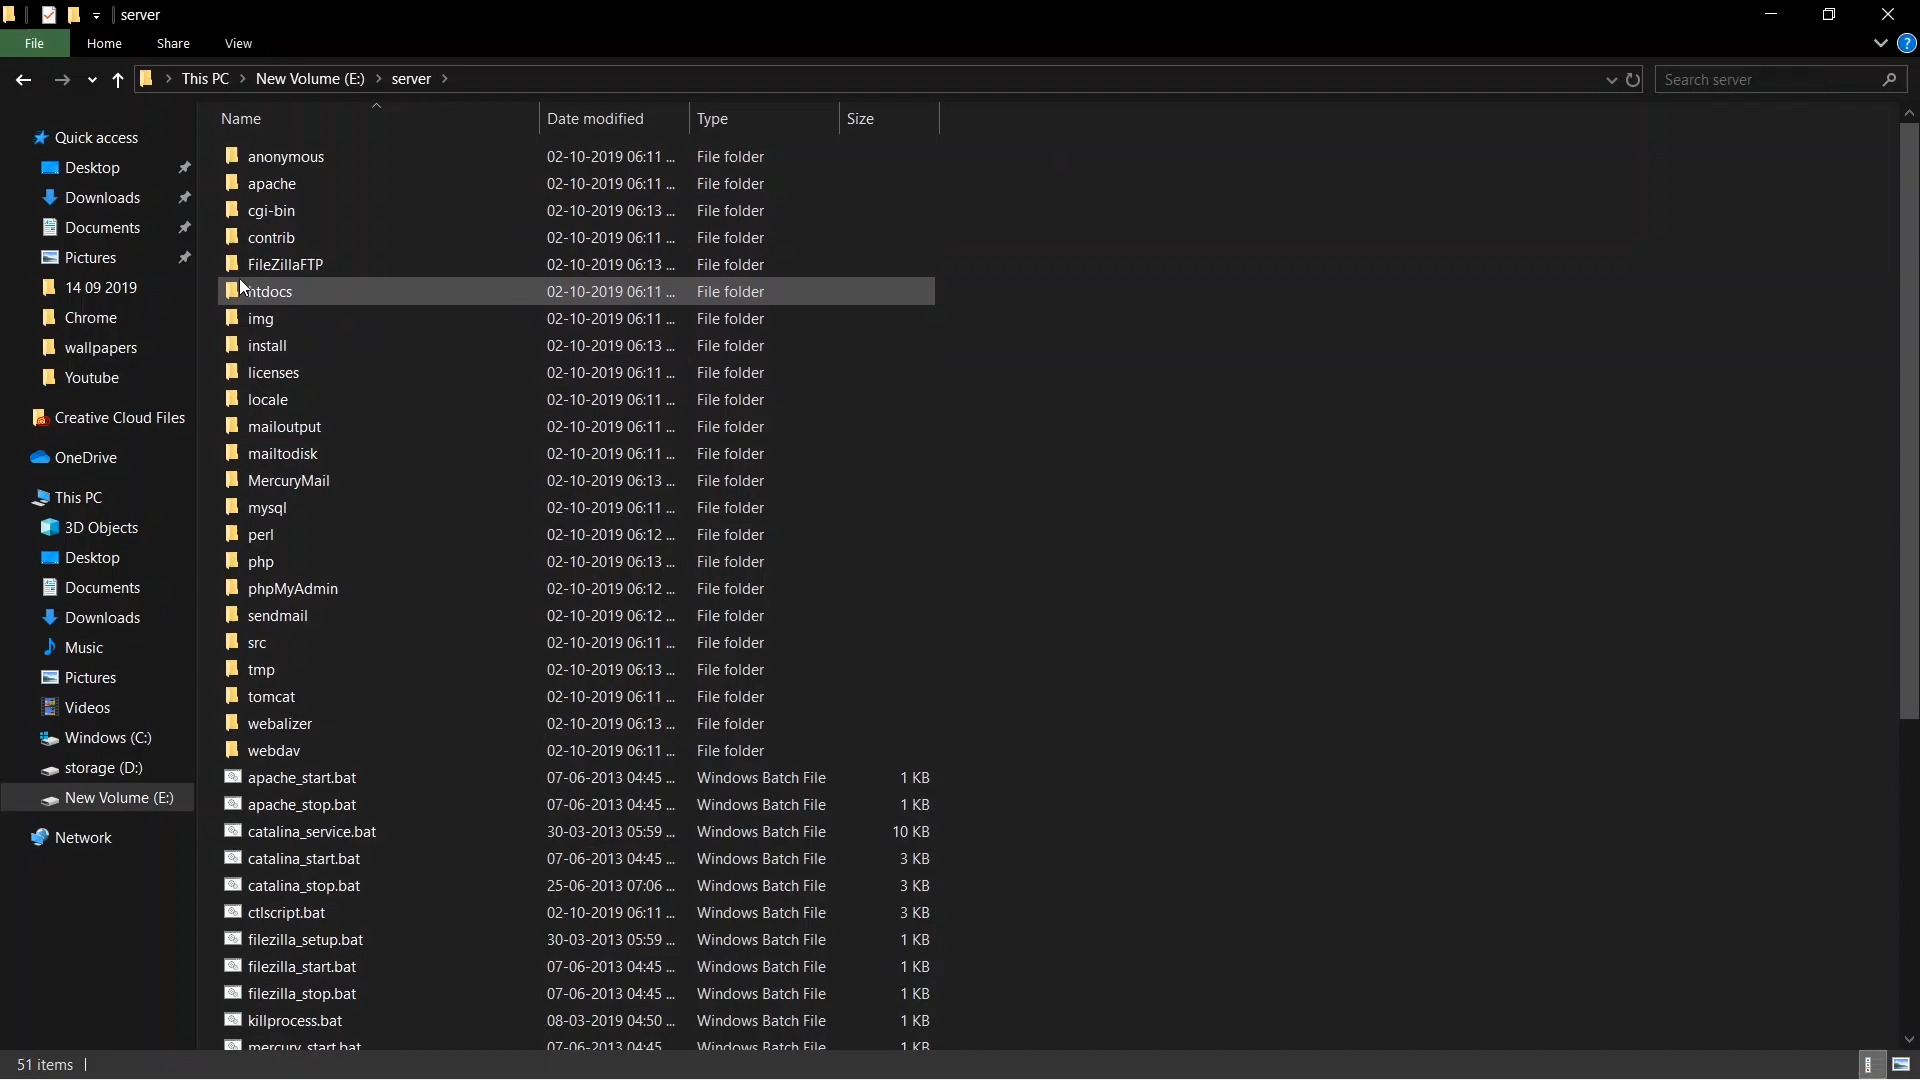 server
File Home Share View
This PC New Volume (E:) server Search server
Name Date modified Type Size
Quick access
Desktop
Downloads
Documents
Pictures
14 09 2019
Chrome
wallpapers
Youtube
Creative Cloud Files
OneDrive
This PC
3D Objects
Desktop
Documents
Downloads
Music
Pictures
Videos
Windows (C:)
storage (D:)
New Volume (E:)
Network
anonymous 02-10-2019 06:11 ... File folder
apache 02-10-2019 06:11 ... File folder
cgi-bin 02-10-2019 06:13 ... File folder
contrib 02-10-2019 06:11 ... File folder
FileZillaFTP 02-10-2019 06:13 ... File folder
htdocs 02-10-2019 06:11 ... File folder
img 02-10-2019 06:11 ... File folder
install 02-10-2019 06:13 ... File folder
licenses 02-10-2019 06:11 ... File folder
locale 02-10-2019 06:11 ... File folder
mailoutput 02-10-2019 06:11 ... File folder
mailtodisk 02-10-2019 06:11 ... File folder
MercuryMail 02-10-2019 06:13 ... File folder
mysql 02-10-2019 06:11 ... File folder
perl 02-10-2019 06:12 ... File folder
php 02-10-2019 06:13 ... File folder
phpMyAdmin 02-10-2019 06:12 ... File folder
sendmail 02-10-2019 06:12 ... File folder
src 02-10-2019 06:11 ... File folder
tmp 02-10-2019 06:13 ... File folder
tomcat 02-10-2019 06:11 ... File folder
webalizer 02-10-2019 06:13 ... File folder
webdav 02-10-2019 06:11 ... File folder
apache_start.bat 07-06-2013 04:45 ... Windows Batch File 1 KB
apache_stop.bat 07-06-2013 04:45 ... Windows Batch File 1 KB
catalina_service.bat 30-03-2013 05:59 ... Windows Batch File 10 KB
catalina_start.bat 07-06-2013 04:45 ... Windows Batch File 3 KB
catalina_stop.bat 25-06-2013 07:06 ... Windows Batch File 3 KB
ctlscript.bat 02-10-2019 06:11 ... Windows Batch File 3 KB
filezilla_setup.bat 30-03-2013 05:59 ... Windows Batch File 1 KB
filezilla_start.bat 07-06-2013 04:45 ... Windows Batch File 1 KB
filezilla_stop.bat 07-06-2013 04:45 ... Windows Batch File 1 KB
killprocess.bat 08-03-2019 04:50 ... Windows Batch File 1 KB
mercury_start.bat 07-06-2013 04:45 ... Windows Batch File 1 KB
51 items